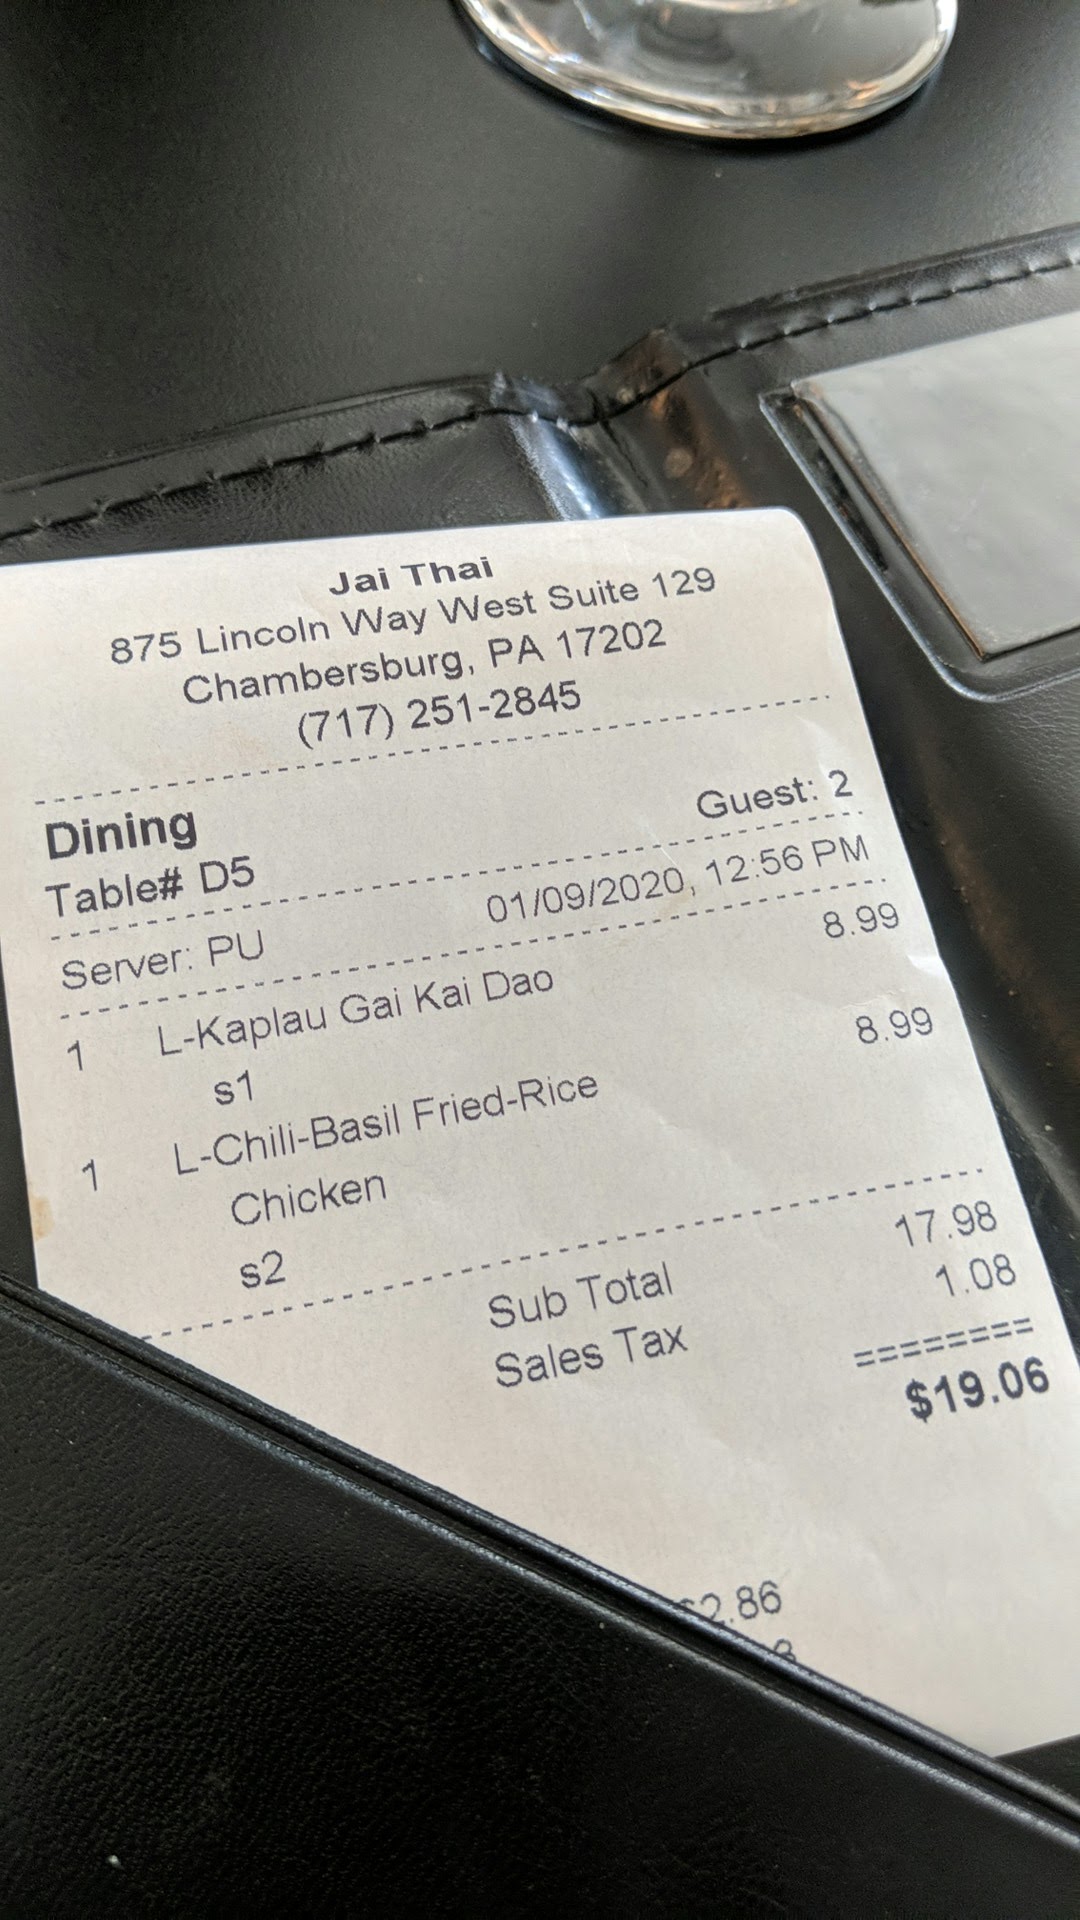 Jai Thai
875 Lincoln Way West Suite 129
Chambersburg, PA 17202
(717) 251-2845
Dining
Guest: 2
Table# D5
01/09/2020, 12:56 PM
Server: PU
1 L-Kaplau Gai Kai Dao 8.99
s1
1 L-Chili-Basil Fried-Rice 8.99
Chicken
s2
Sub Total 17.98
Sales Tax 1.08
========
$19.06
$2.86